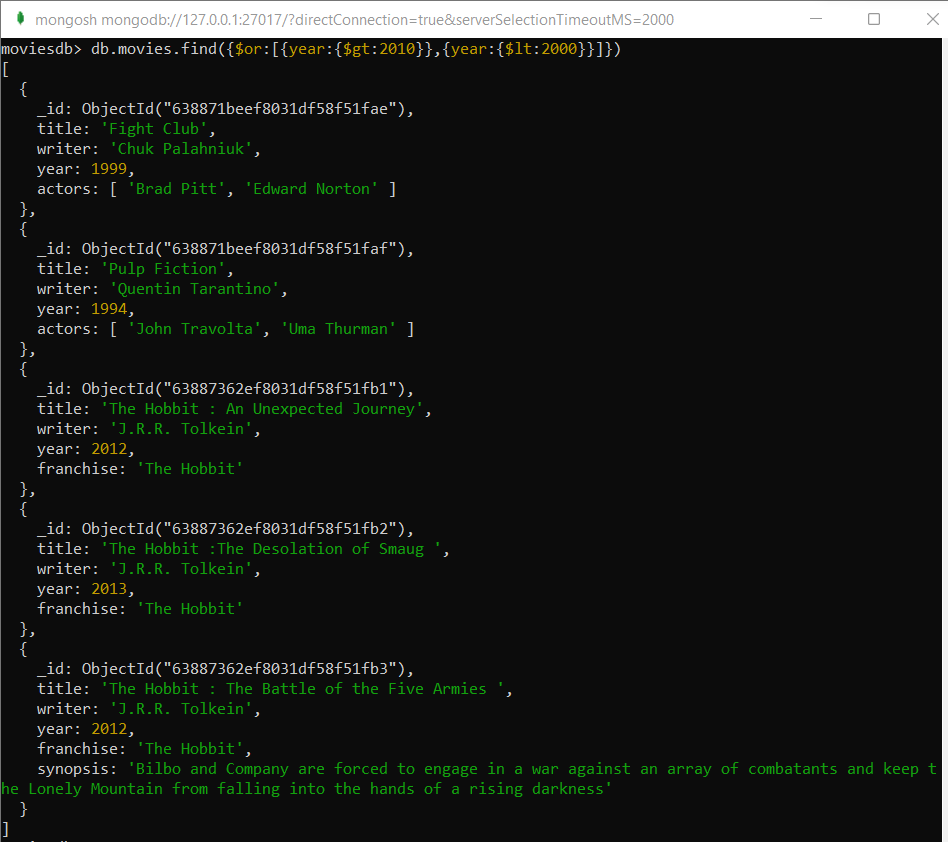 mongosh mongodb://127.0.0.1:27017/?directConnection=true&serverSelectionTimeoutMS=2000
moviesdb> db.movies.find({$or:[{year:{$gt:2010}},{year:{$lt:2000}}]})
[
  {
    _id: ObjectId("638871beef8031df58f51fae"),
    title: 'Fight Club',
    writer: 'Chuk Palahniuk',
    year: 1999,
    actors: [ 'Brad Pitt', 'Edward Norton' ]
  },
  {
    _id: ObjectId("638871beef8031df58f51faf"),
    title: 'Pulp Fiction',
    writer: 'Quentin Tarantino',
    year: 1994,
    actors: [ 'John Travolta', 'Uma Thurman' ]
  },
  {
    _id: ObjectId("63887362ef8031df58f51fb1"),
    title: 'The Hobbit : An Unexpected Journey',
    writer: 'J.R.R. Tolkein',
    year: 2012,
    franchise: 'The Hobbit'
  },
  {
    _id: ObjectId("63887362ef8031df58f51fb2"),
    title: 'The Hobbit :The Desolation of Smaug ',
    writer: 'J.R.R. Tolkein',
    year: 2013,
    franchise: 'The Hobbit'
  },
  {
    _id: ObjectId("63887362ef8031df58f51fb3"),
    title: 'The Hobbit : The Battle of the Five Armies ',
    writer: 'J.R.R. Tolkein',
    year: 2012,
    franchise: 'The Hobbit',
    synopsis: 'Bilbo and Company are forced to engage in a war against an array of combatants and keep t
he Lonely Mountain from falling into the hands of a rising darkness'
  }
]